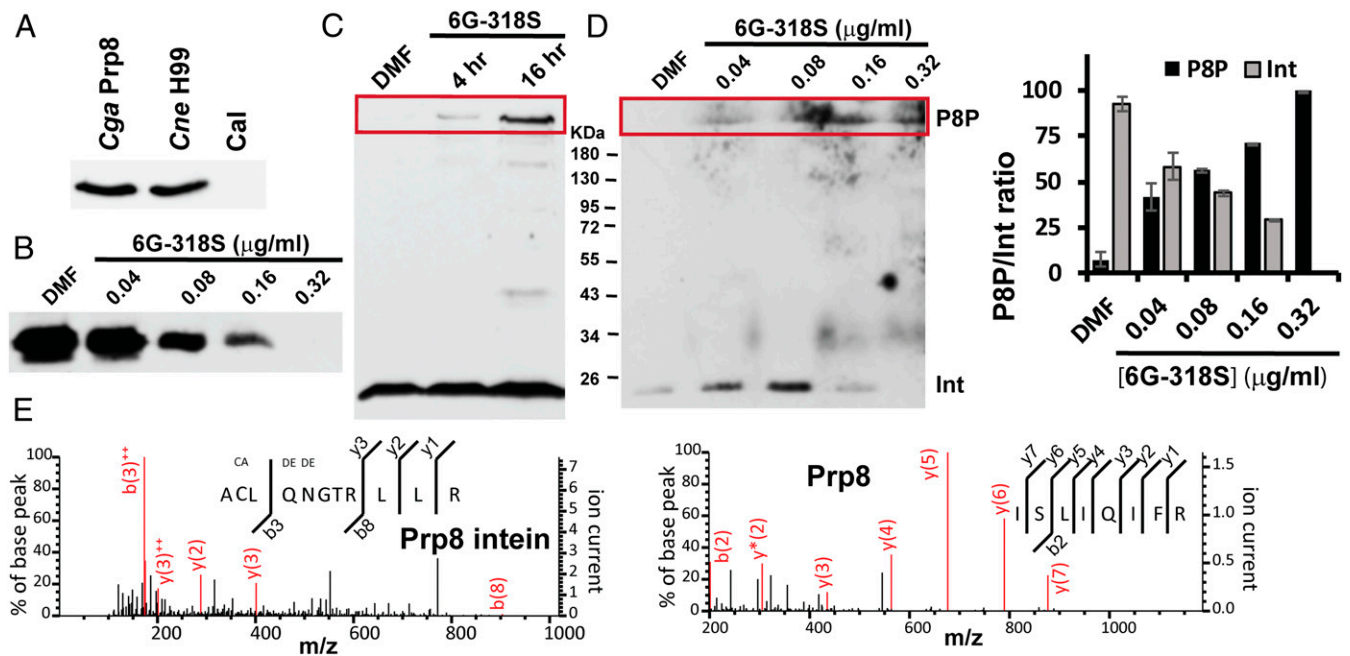 A
Cga Prp8
Cne H99
Cal
B
6G-318S (μg/ml)
DMF
0.04
0.08
0.16
0.32
C
6G-318S
DMF
4 hr
16 hr
KDa
180
130
95
72
55
43
34
26
D
6G-318S (μg/ml)
DMF
0.04
0.08
0.16
0.32
P8P
Int
P8P Int
P8P/Int ratio
100
75
50
25
0
DMF
0.04
0.08
0.16
0.32
[6G-318S] (μg/ml)
E
% of base peak
100
80
60
40
20
0
b(3)++
y(3)++
y(2)
y(3)
b(8)
CA DE DE
y3 y2 y1
ACL QNGTR L L R
b3 b8
Prp8 intein
7
6
5
4
3
2
1
0
ion current
200 400 600 800 1000
m/z
% of base peak
100
80
60
40
20
0
Prp8
b(2)
y*(2)
y(3)
y(4)
y(5)
y(6)
y(7)
y7 y6 y5 y4 y3 y2 y1
I S L I Q I F R
b2
1.5
1.0
0.5
0.0
ion current
200 400 600 800 1000
m/z